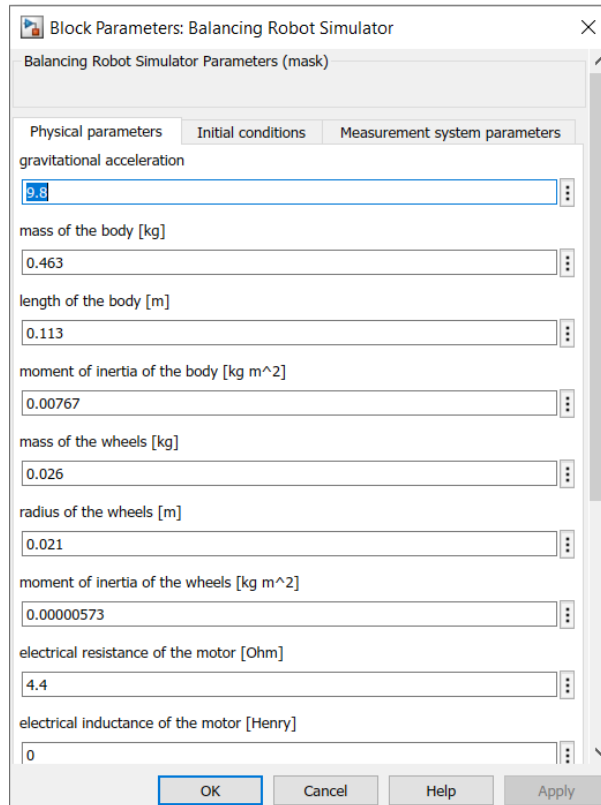 Block Parameters: Balancing Robot Simulator
Balancing Robot Simulator Parameters (mask)
Physical parameters Initial conditions Measurement system parameters
gravitational acceleration
9.8
mass of the body [kg]
0.463
length of the body [m]
0.113
moment of inertia of the body [kg m^2]
0.00767
mass of the wheels [kg]
0.026
radius of the wheels [m]
0.021
moment of inertia of the wheels [kg m^2]
0.00000573
electrical resistance of the motor [Ohm]
4.4
electrical inductance of the motor [Henry]
0
OK Cancel Help Apply